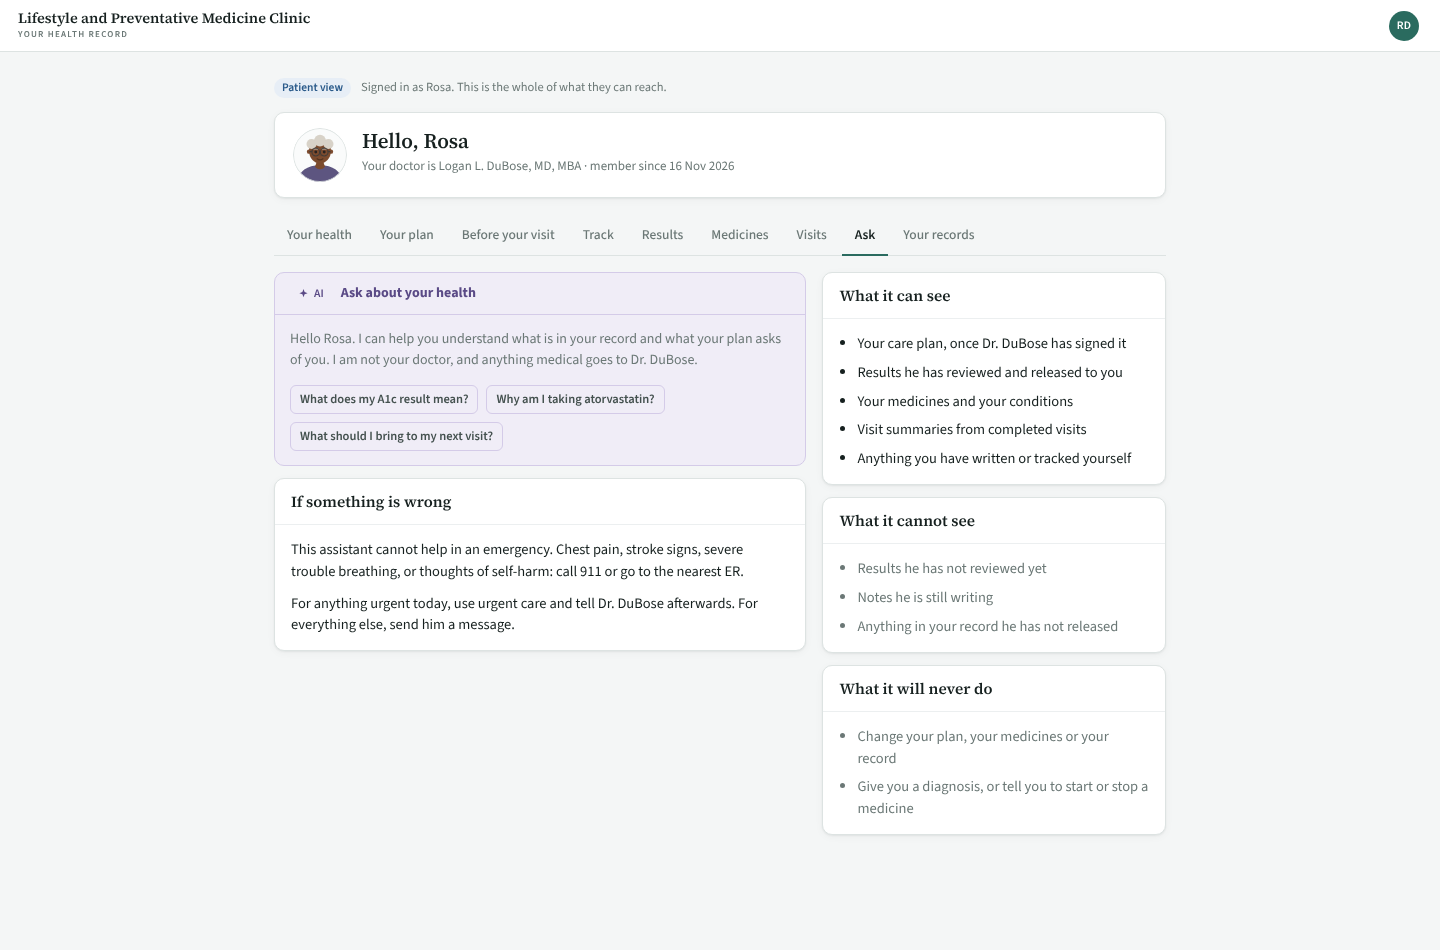 Lifestyle and Preventative Medicine Clinic
YOUR HEALTH RECORD
RD
Patient view
Signed in as Rosa. This is the whole of what they can reach.
Hello, Rosa
Your doctor is Logan L. DuBose, MD, MBA · member since 16 Nov 2026
Your health
Your plan
Before your visit
Track
Results
Medicines
Visits
Ask
Your records
✦ AI
Ask about your health
Hello Rosa. I can help you understand what is in your record and what your plan asks
of you. I am not your doctor, and anything medical goes to Dr. DuBose.
What does my A1c result mean?
Why am I taking atorvastatin?
What should I bring to my next visit?
If something is wrong
This assistant cannot help in an emergency. Chest pain, stroke signs, severe
trouble breathing, or thoughts of self-harm: call 911 or go to the nearest ER.
For anything urgent today, use urgent care and tell Dr. DuBose afterwards. For
everything else, send him a message.
What it can see
• Your care plan, once Dr. DuBose has signed it
• Results he has reviewed and released to you
• Your medicines and your conditions
• Visit summaries from completed visits
• Anything you have written or tracked yourself
What it cannot see
• Results he has not reviewed yet
• Notes he is still writing
• Anything in your record he has not released
What it will never do
• Change your plan, your medicines or your
record
• Give you a diagnosis, or tell you to start or stop a
medicine